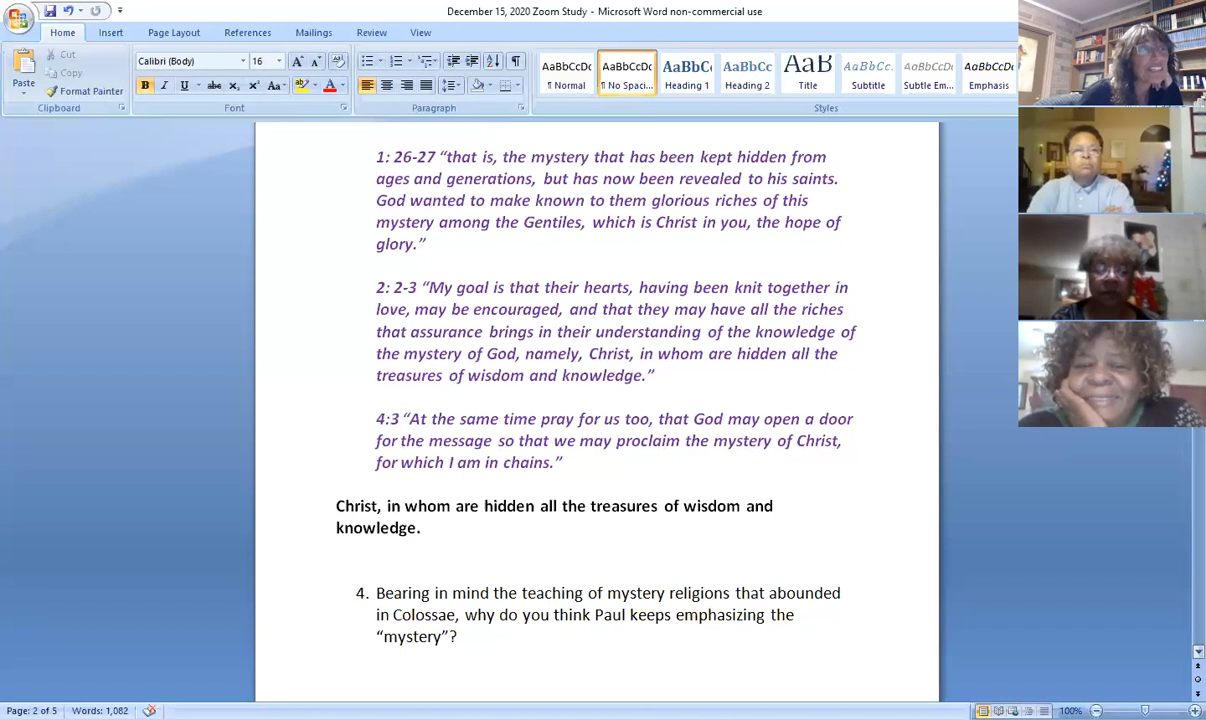 December 15, 2020 Zoom Study - Microsoft Word non-commercial use
Home Insert Page Layout References Mailings Review View
Cut
Copy
Format Painter
Paste
Calibri (Body) 16
AaBbCcDc AaBbCcDc AaBbC AaBbCc AaB AaBbCcDc AaBbCcDc AaBbCcDc
¶ Normal ¶ No Spaci... Heading 1 Heading 2 Title Subtitle Subtle Em... Emphasis
Clipboard Font Paragraph Styles
1: 26-27 “that is, the mystery that has been kept hidden from
ages and generations, but has now been revealed to his saints.
God wanted to make known to them glorious riches of this
mystery among the Gentiles, which is Christ in you, the hope of
glory.”
2: 2-3 “My goal is that their hearts, having been knit together in
love, may be encouraged, and that they may have all the riches
that assurance brings in their understanding of the knowledge of
the mystery of God, namely, Christ, in whom are hidden all the
treasures of wisdom and knowledge.”
4:3 “At the same time pray for us too, that God may open a door
for the message so that we may proclaim the mystery of Christ,
for which I am in chains.”
Christ, in whom are hidden all the treasures of wisdom and
knowledge.
4. Bearing in mind the teaching of mystery religions that abounded
in Colossae, why do you think Paul keeps emphasizing the
“mystery”?
Page: 2 of 5 Words: 1,082 100%